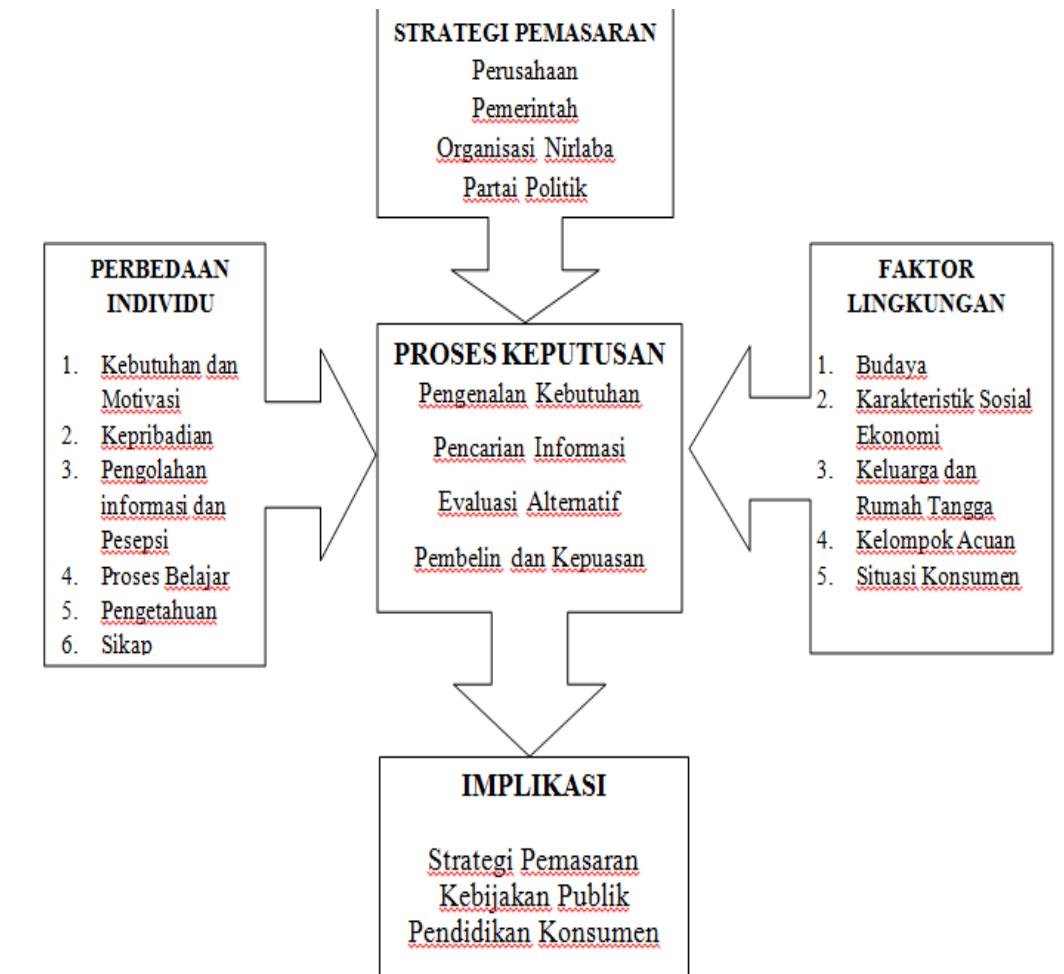 STRATEGI PEMASARAN
Perusahaan
Pemerintah
Organisasi Nirlaba
Partai Politik
PERBEDAAN
INDIVIDU
1. Kebutuhan dan
Motivasi
2. Kepribadian
3. Pengolahan
informasi dan
Pesepsi
4. Proses Belajar
5. Pengetahuan
6. Sikap
PROSES KEPUTUSAN
Pengenalan Kebutuhan
Pencarian Informasi
Evaluasi Alternatif
Pembelin dan Kepuasan
FAKTOR
LINGKUNGAN
1. Budaya
2. Karakteristik Sosial
Ekonomi
3. Keluarga dan
Rumah Tangga
4. Kelompok Acuan
5. Situasi Konsumen
IMPLIKASI
Strategi Pemasaran
Kebijakan Publik
Pendidikan Konsumen